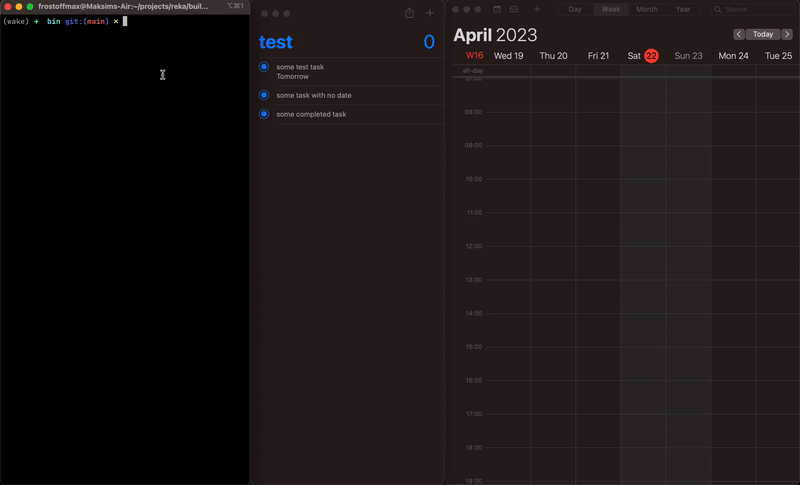 frostoffmax@Maksims-Air:~/projects/reka/buil... ⌥⌘1
(wake) ➜ bin git:(main) ✗
test 0
some test task
Tomorrow
some task with no date
some completed task
Day Week Month Year Search
April 2023
Today
W16 Wed 19 Thu 20 Fri 21 Sat 22 Sun 23 Mon 24 Tue 25
all-day
07:00
08:00
09:00
10:00
11:00
12:00
13:00
14:00
15:00
16:00
17:00
18:00
19:00